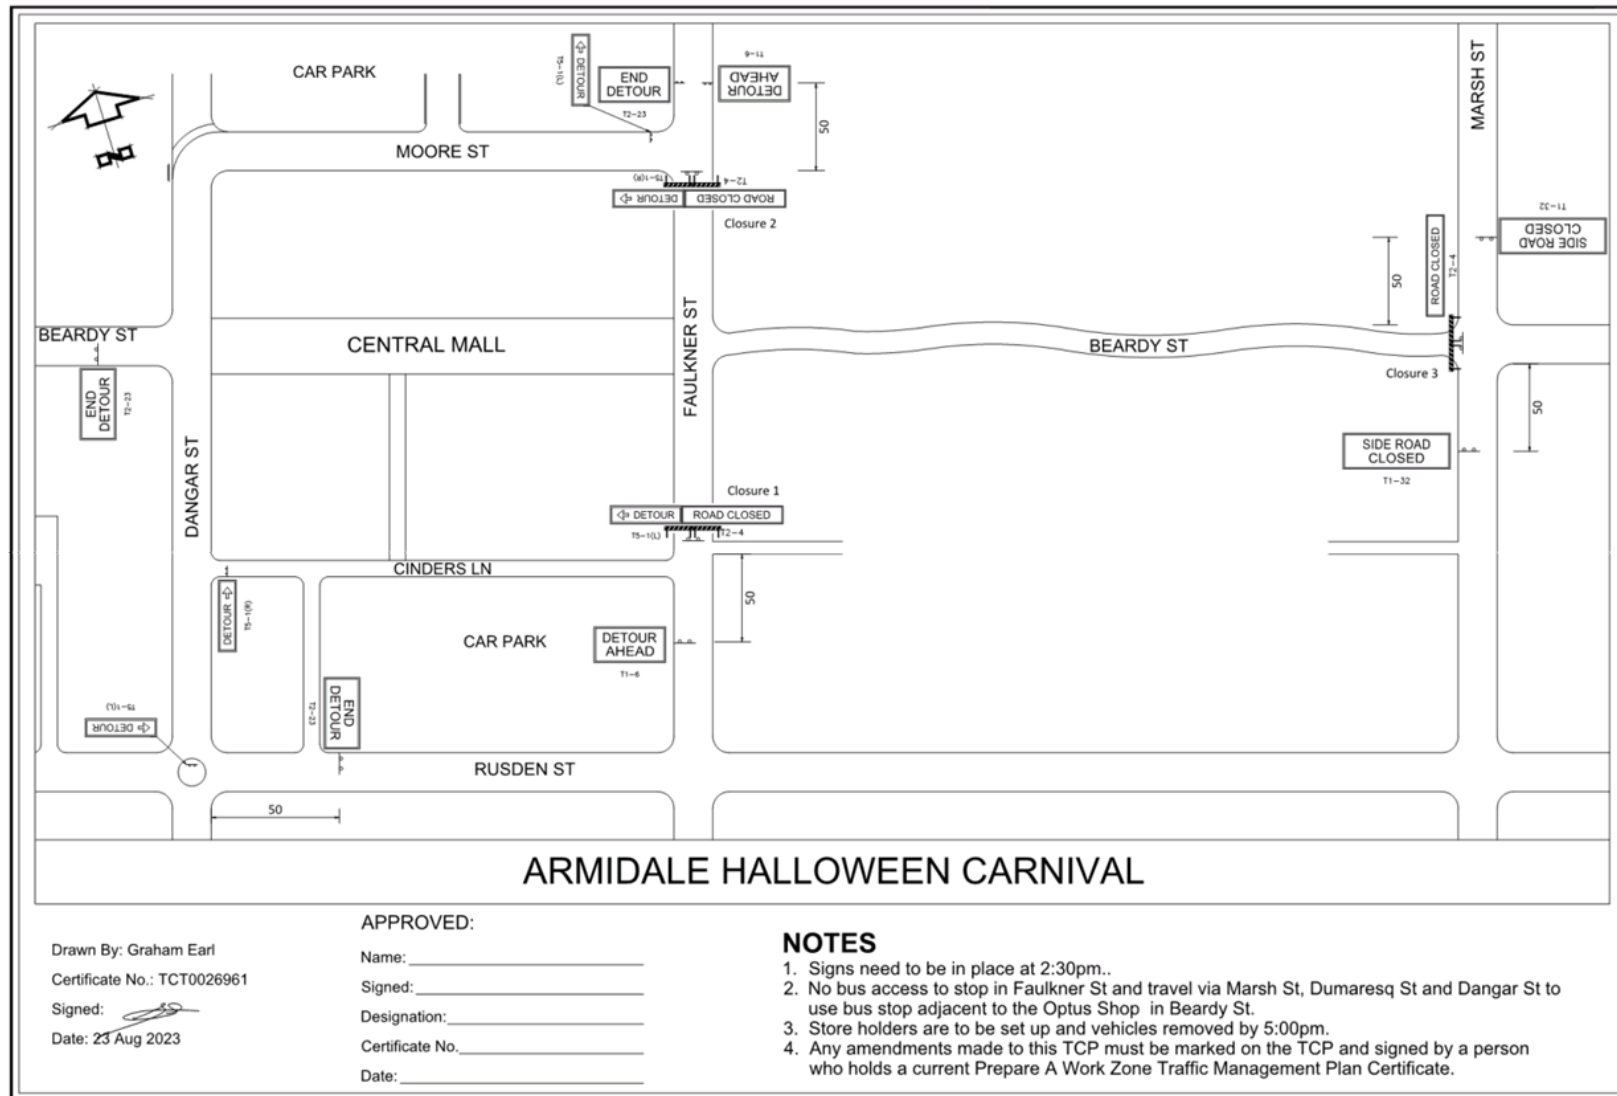 CAR PARK
T5-1(L)
DETOUR
END
DETOUR
T2-23
T1-6
DETOUR
AHEAD
50
MARSH ST
MOORE ST
T5-1(R)
T2-4
DETOUR
ROAD CLOSED
Closure 2
T1-32
SIDE ROAD
CLOSED
ROAD CLOSED
T2-4
50
BEARDY ST
CENTRAL MALL
FAULKNER ST
BEARDY ST
Closure 3
END
DETOUR
T2-23
50
DANGAR ST
SIDE ROAD
CLOSED
T1-32
Closure 1
DETOUR
ROAD CLOSED
T5-1(L)
T2-4
CINDERS LN
DETOUR
T5-1(R)
CAR PARK
DETOUR
AHEAD
T1-6
50
T5-1(L)
DETOUR
T2-23
END
DETOUR
RUSDEN ST
50
ARMIDALE HALLOWEEN CARNIVAL
Drawn By: Graham Earl
Certificate No.: TCT0026961
Signed:
Date: 23 Aug 2023
APPROVED:
Name:
Signed:
Designation:
Certificate No.
Date:
NOTES
1. Signs need to be in place at 2:30pm..
2. No bus access to stop in Faulkner St and travel via Marsh St, Dumaresq St and Dangar St to
use bus stop adjacent to the Optus Shop in Beardy St.
3. Store holders are to be set up and vehicles removed by 5:00pm.
4. Any amendments made to this TCP must be marked on the TCP and signed by a person
who holds a current Prepare A Work Zone Traffic Management Plan Certificate.